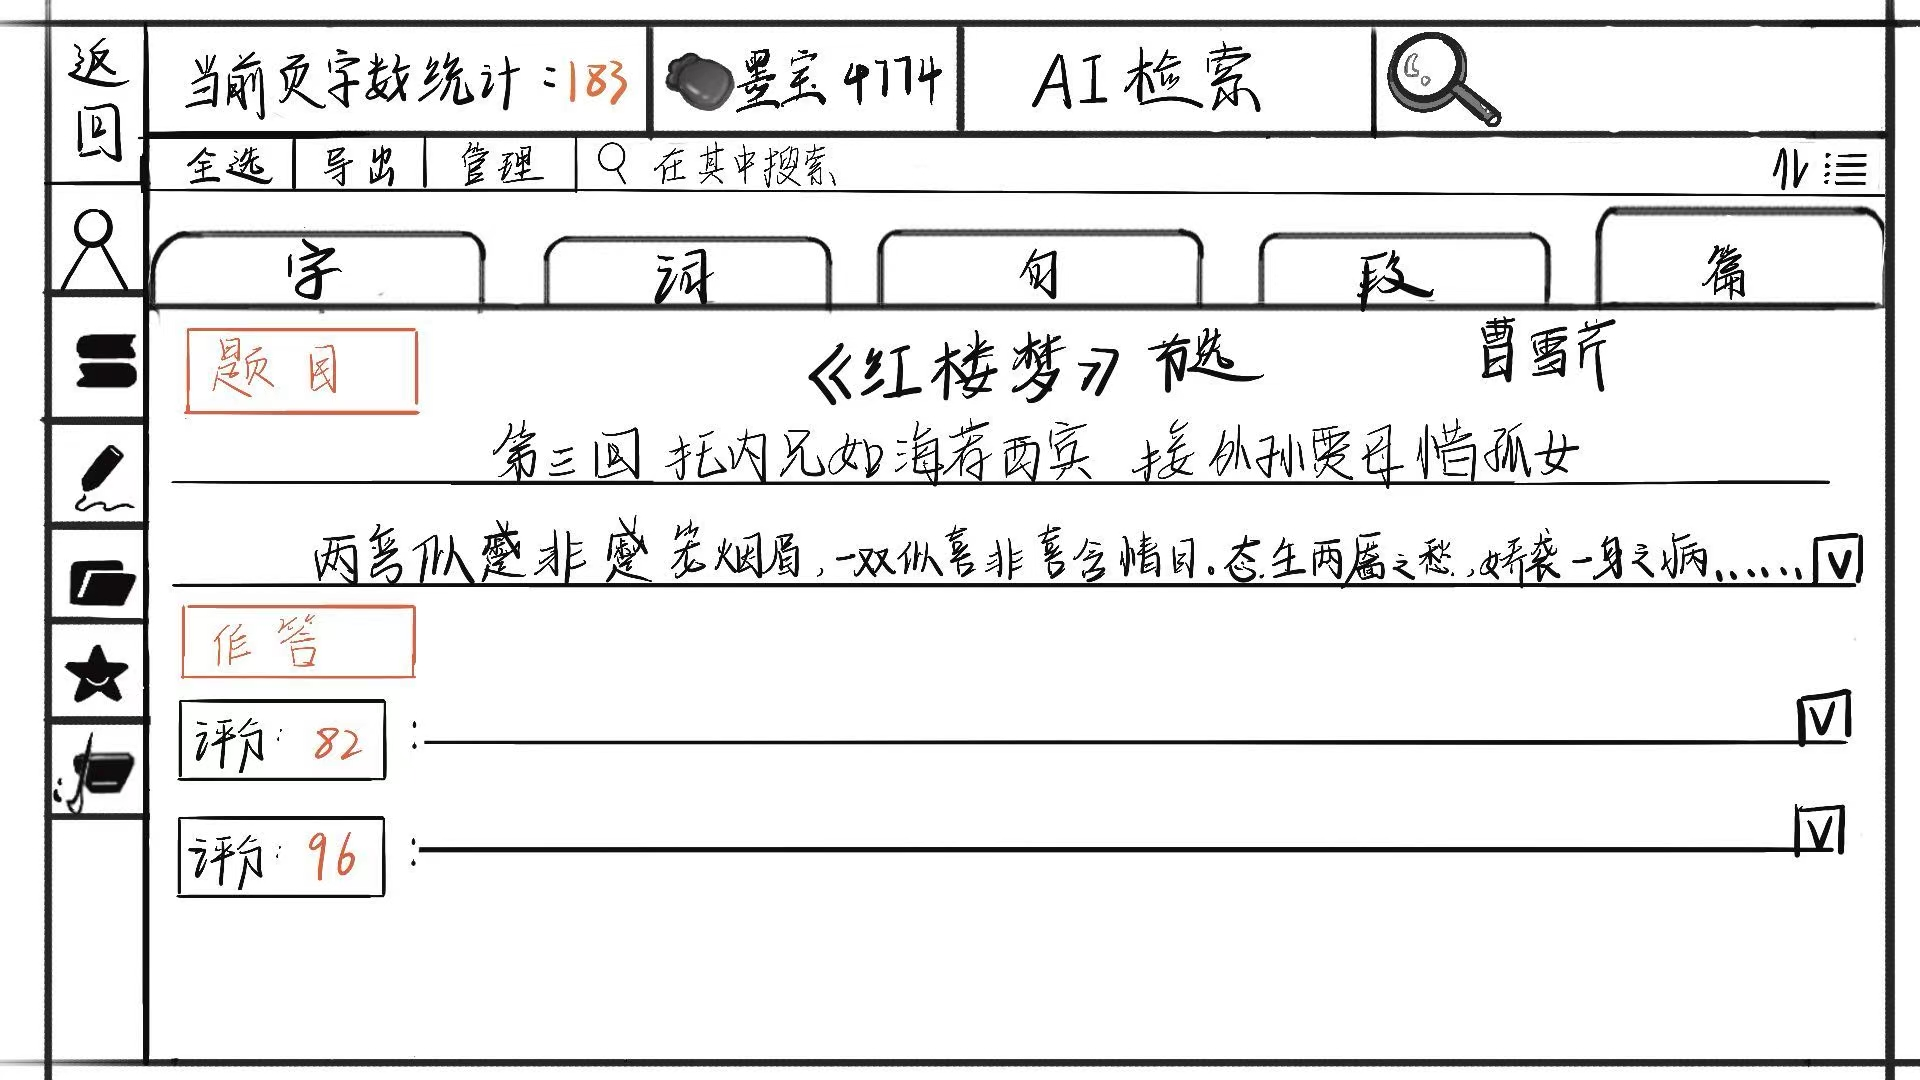 返回
当前页字数统计：183
墨宝 4774
AI 检索
全选 导出 管理 在其中搜索
字 词 句 段 篇
题目
《红楼梦》节选 曹雪芹
第三回 托内兄如海荐西宾 接外孙贾母惜孤女
两弯似蹙非蹙笼烟眉，一双似喜非喜含情目。态生两靥之愁，娇袭一身之病……
作答
评分：82：
评分：96：